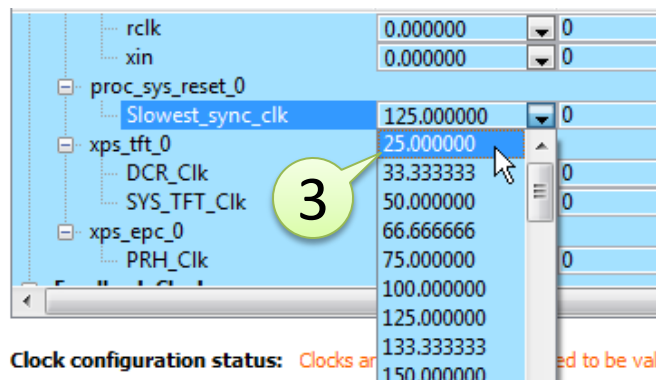 rclk 0.000000 0
xin 0.000000 0
proc_sys_reset_0
Slowest_sync_clk 125.000000 0
xps_tft_0 25.000000
DCR_Clk 33.333333 0
SYS_TFT_Clk 50.000000 0
3
xps_epc_0 66.666666
PRH_Clk 75.000000 0
100.000000
125.000000
133.333333
Clock configuration status: Clocks ed to be val
150.000000